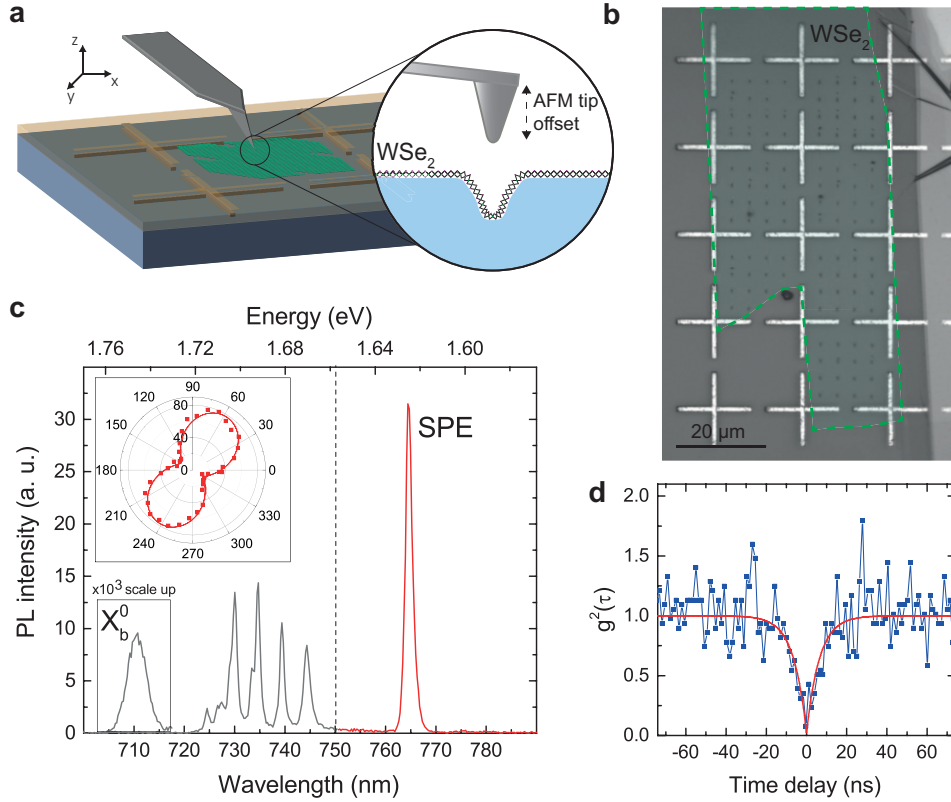 a
z
x
y
AFM tip
offset
WSe2
b
WSe2
20 µm
c
Energy (eV)
1.76 1.72 1.68 1.64 1.60
PL intensity (a. u.)
35
30
25
20
15
10
5
0
90
120 60
150 30
180 0
210 330
240 300
270
80
40
0
x10³ scale up
X0b
SPE
710 720 730 740 750 760 770 780
Wavelength (nm)
d
g²(τ)
2.0
1.5
1.0
0.5
0.0
-60 -40 -20 0 20 40 60
Time delay (ns)